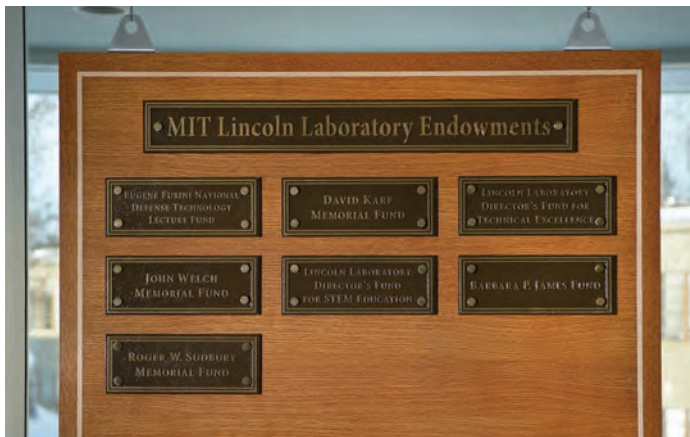 MIT Lincoln Laboratory Endowments
Eugene Fubini National
Defense Technology
Lecture Fund
David Karp
Memorial Fund
Lincoln Laboratory
Director's Fund for
Technical Excellence
John Welch
Memorial Fund
Lincoln Laboratory
Director's Fund
for STEM Education
Barbara P. James Fund
Roger W. Sudbury
Memorial Fund